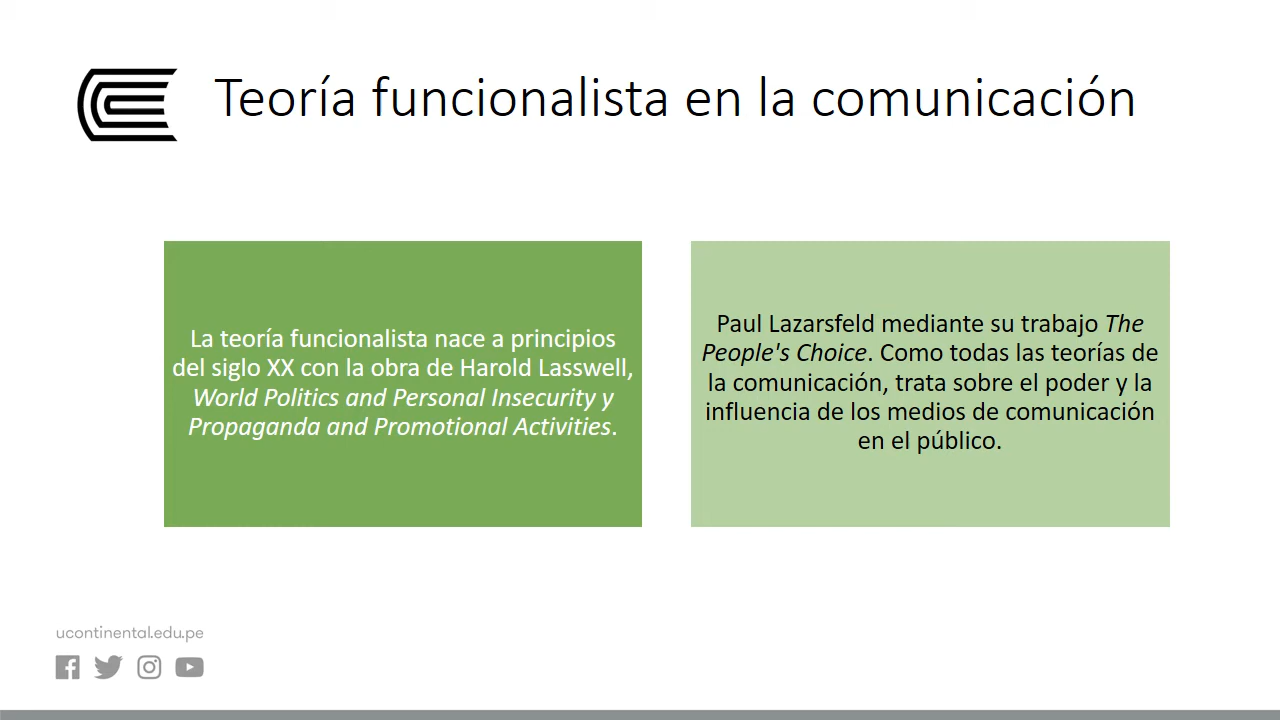 Teoría funcionalista en la comunicación
La teoría funcionalista nace a principios
del siglo XX con la obra de Harold Lasswell,
World Politics and Personal Insecurity y
Propaganda and Promotional Activities.
Paul Lazarsfeld mediante su trabajo The
People's Choice. Como todas las teorías de
la comunicación, trata sobre el poder y la
influencia de los medios de comunicación
en el público.
ucontinental.edu.pe